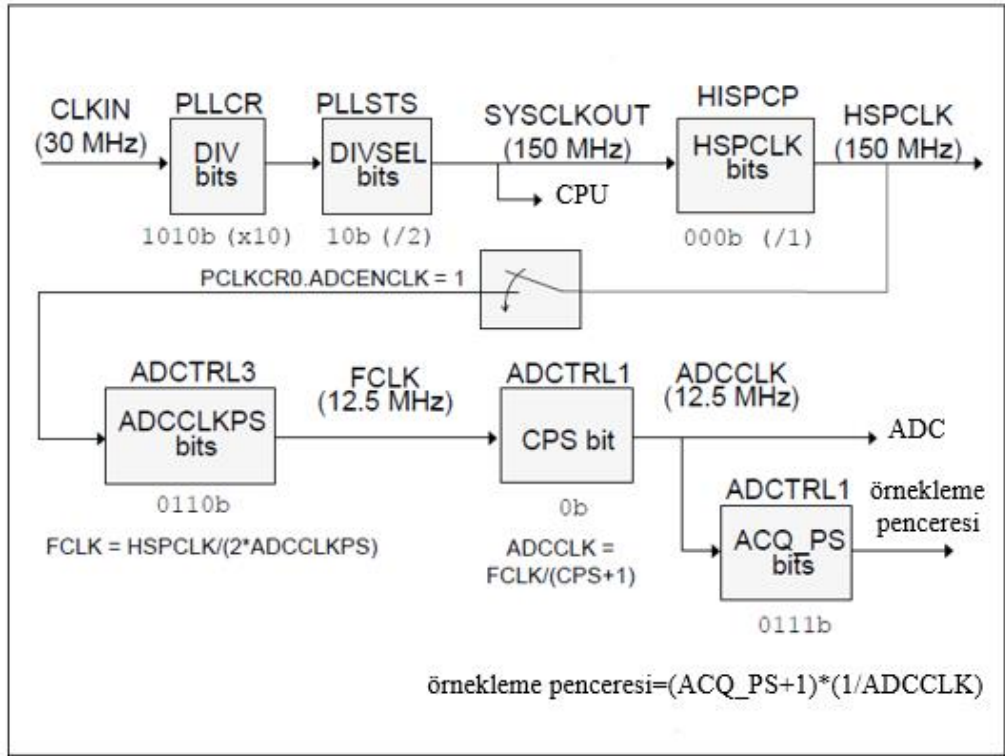 CLKIN
(30 MHz)
PLLCR
DIV
bits
1010b (x10)
PLLSTS
DIVSEL
bits
10b (/2)
SYSCLKOUT
(150 MHz)
CPU
HISPCP
HSPCLK
bits
000b (/1)
HSPCLK
(150 MHz)
PCLKCR0.ADCENCLK = 1
ADCTRL3
ADCCLKPS
bits
0110b
FCLK = HSPCLK/(2*ADCCLKPS)
FCLK
(12.5 MHz)
ADCTRL1
CPS bit
0b
ADCCLK =
FCLK/(CPS+1)
ADCCLK
(12.5 MHz)
ADC
ADCTRL1
ACQ_PS
bits
0111b
örnekleme
penceresi
örnekleme penceresi=(ACQ_PS+1)*(1/ADCCLK)